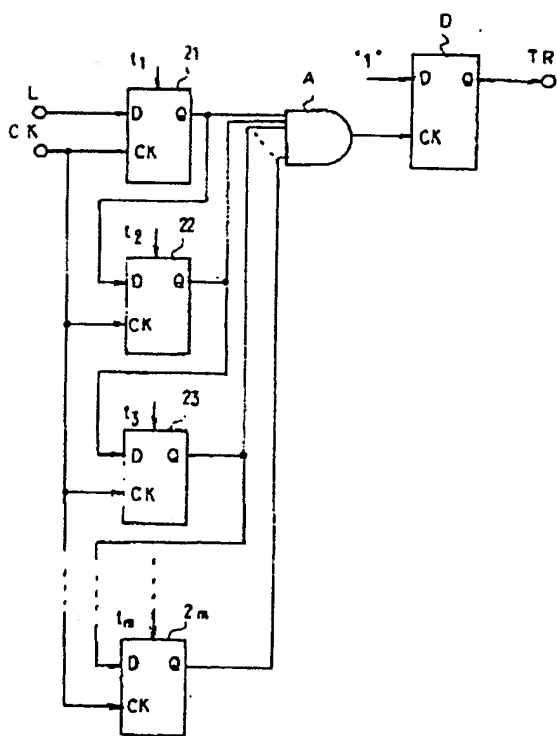 D
"1" D Q TR
CK
A
t1 21
L
D Q
CK CK
t2 22
D Q
CK
t3 23
D Q
CK
tm 2m
D Q
CK